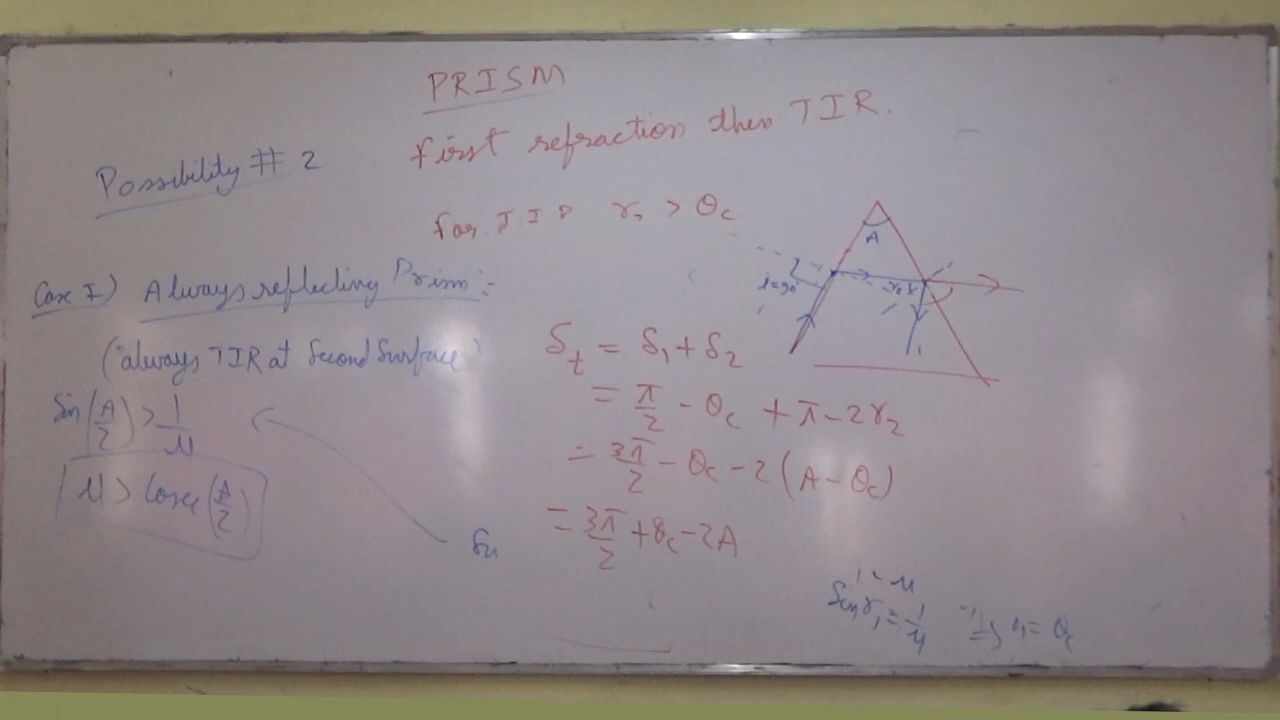 PRISM
Possibility # 2
first refraction then TIR.
for TIR r₂ > θc
Case I) Always reflecting Prism :-
(always TIR at Second Surface)
Sin(A/2) > 1/μ
μ > Cosec(A/2)
δt = δ₁ + δ₂
= π/2 - θc + π - 2r₂
= 3π/2 - θc - 2(A - θc)
= 3π/2 + θc - 2A
A
i=90°
r₂
Sin r₁ = 1/μ
r₁ = θc